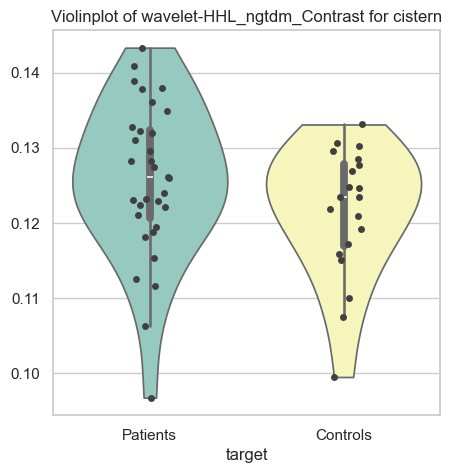 Violinplot of wavelet-HHL_ngtdm_Contrast for cistern
0.14
0.13
0.12
0.11
0.10
Patients Controls
target